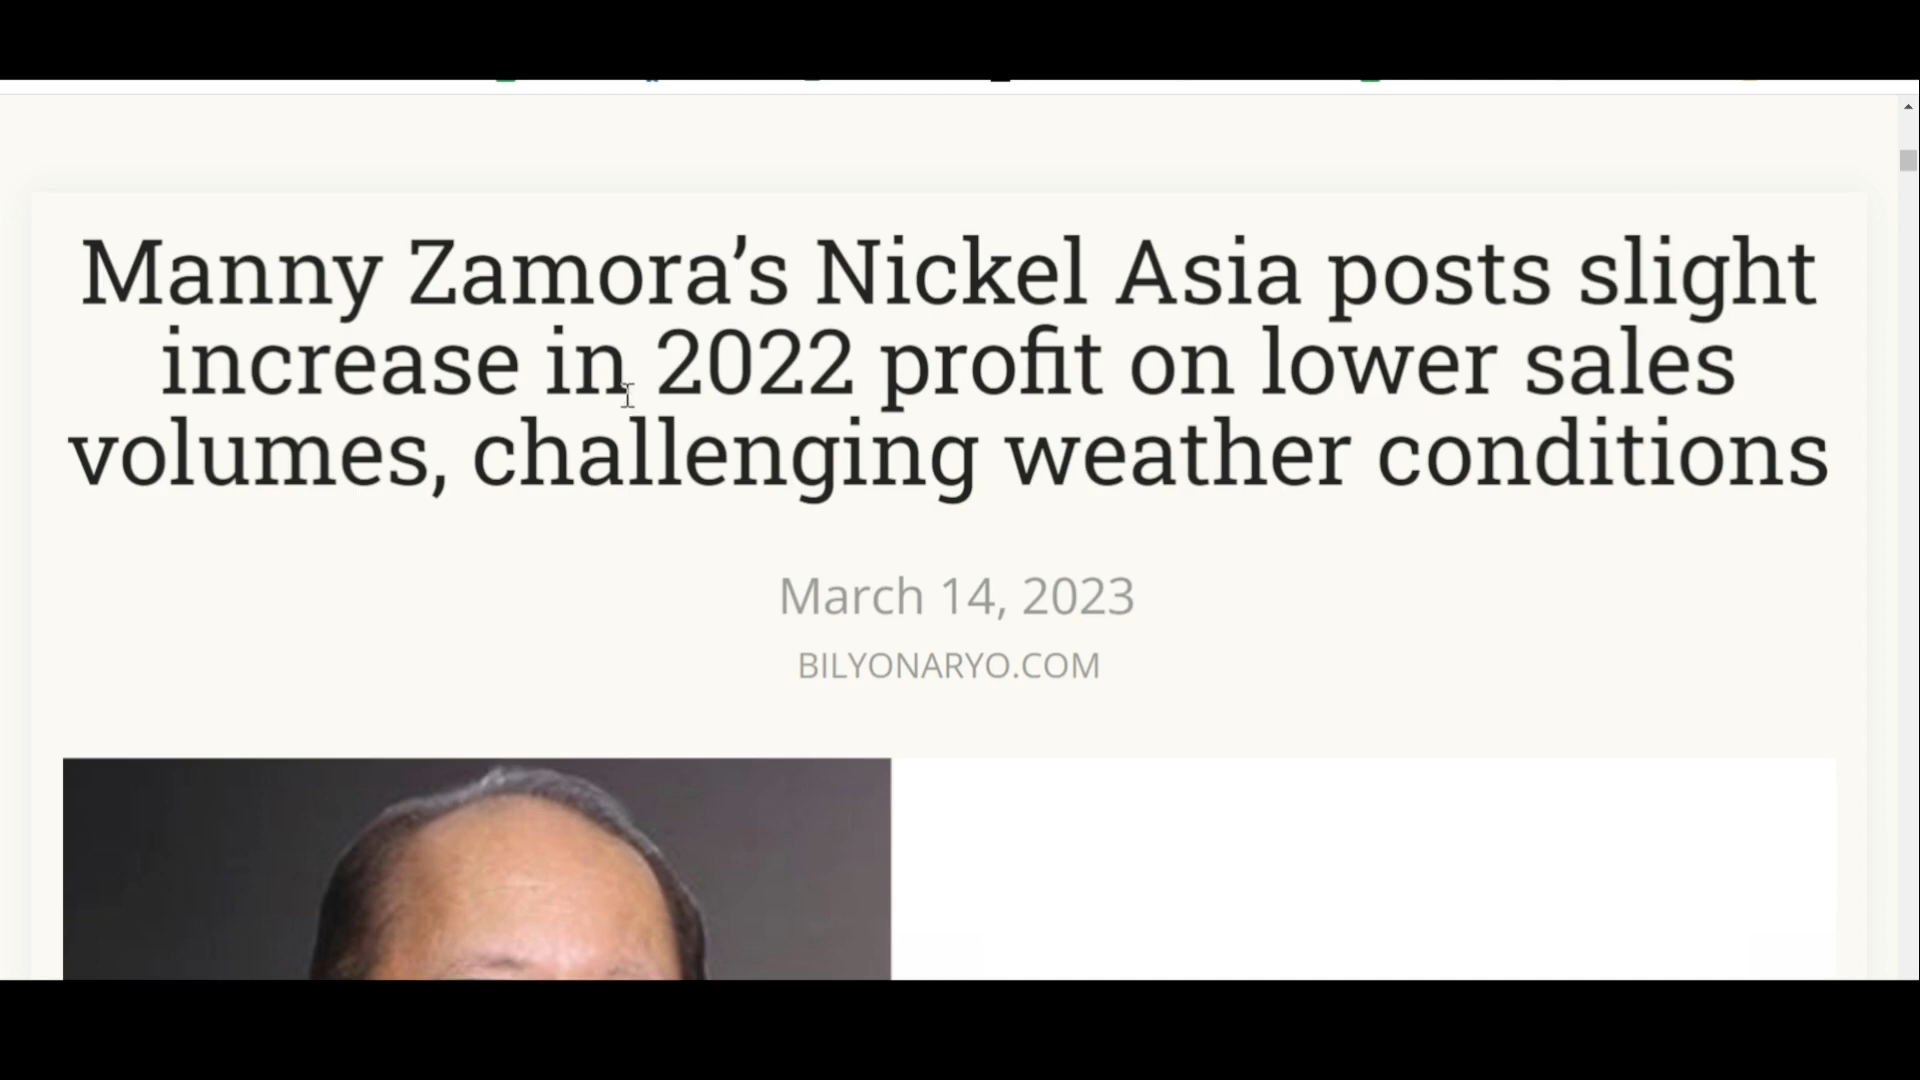 Manny Zamora’s Nickel Asia posts slight
increase in 2022 profit on lower sales
volumes, challenging weather conditions
March 14, 2023
BILYONARYO.COM